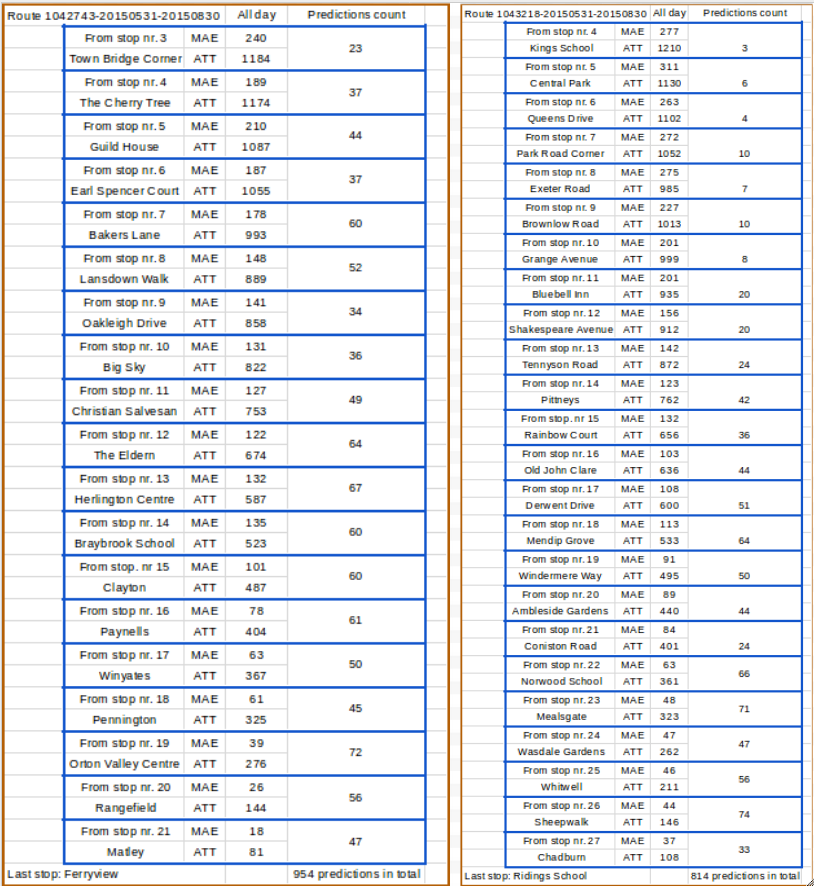 Route 1042743-20150531-20150830 All day Predictions count
From stop nr. 3 MAE 240
23
Town Bridge Corner ATT 1184
From stop nr. 4 MAE 189
37
The Cherry Tree ATT 1174
From stop nr. 5 MAE 210
44
Guild House ATT 1087
From stop nr. 6 MAE 187
37
Earl Spencer Court ATT 1055
From stop nr. 7 MAE 178
60
Bakers Lane ATT 993
From stop nr. 8 MAE 148
52
Lansdown Walk ATT 889
From stop nr. 9 MAE 141
34
Oakleigh Drive ATT 858
From stop nr. 10 MAE 131
36
Big Sky ATT 822
From stop nr. 11 MAE 127
49
Christian Salvesan ATT 753
From stop nr. 12 MAE 122
64
The Eldern ATT 674
From stop nr. 13 MAE 132
67
Herlington Centre ATT 587
From stop nr. 14 MAE 135
60
Braybrook School ATT 523
From stop. nr 15 MAE 101
60
Clayton ATT 487
From stop nr. 16 MAE 78
61
Paynells ATT 404
From stop nr. 17 MAE 63
50
Winyates ATT 367
From stop nr. 18 MAE 61
45
Pennington ATT 325
From stop nr. 19 MAE 39
72
Orton Valley Centre ATT 276
From stop nr. 20 MAE 26
56
Rangefield ATT 144
From stop nr. 21 MAE 18
47
Matley ATT 81
Last stop: Ferryview 954 predictions in total
Route 1043218-20150531-20150830 All day Predictions count
From stop nr. 4 MAE 277
Kings School ATT 1210 3
From stop nr. 5 MAE 311
Central Park ATT 1130 6
From stop nr. 6 MAE 263
Queens Drive ATT 1102 4
From stop nr. 7 MAE 272
Park Road Corner ATT 1052 10
From stop nr. 8 MAE 275
Exeter Road ATT 985 7
From stop nr. 9 MAE 227
Brownlow Road ATT 1013 10
From stop nr. 10 MAE 201
Grange Avenue ATT 999 8
From stop nr. 11 MAE 201
Bluebell Inn ATT 935 20
From stop nr. 12 MAE 156
Shakespeare Avenue ATT 912 20
From stop nr. 13 MAE 142
Tennyson Road ATT 872 24
From stop nr. 14 MAE 123
Pittneys ATT 762 42
From stop. nr 15 MAE 132
Rainbow Court ATT 656 36
From stop nr. 16 MAE 103
Old John Clare ATT 636 44
From stop nr. 17 MAE 108
Derwent Drive ATT 600 51
From stop nr. 18 MAE 113
Mendip Grove ATT 533 64
From stop nr. 19 MAE 91
Windermere Way ATT 495 50
From stop nr. 20 MAE 89
Ambleside Gardens ATT 440 44
From stop nr. 21 MAE 84
Coniston Road ATT 401 24
From stop nr. 22 MAE 63
66
Norwood School ATT 361
From stop nr. 23 MAE 48
71
Mealsgate ATT 323
From stop nr. 24 MAE 47
47
Wasdale Gardens ATT 262
From stop nr. 25 MAE 46
56
Whitwell ATT 211
From stop nr. 26 MAE 44
74
Sheepwalk ATT 146
From stop nr. 27 MAE 37
33
Chadburn ATT 108
Last stop: Ridings School 814 predictions in total